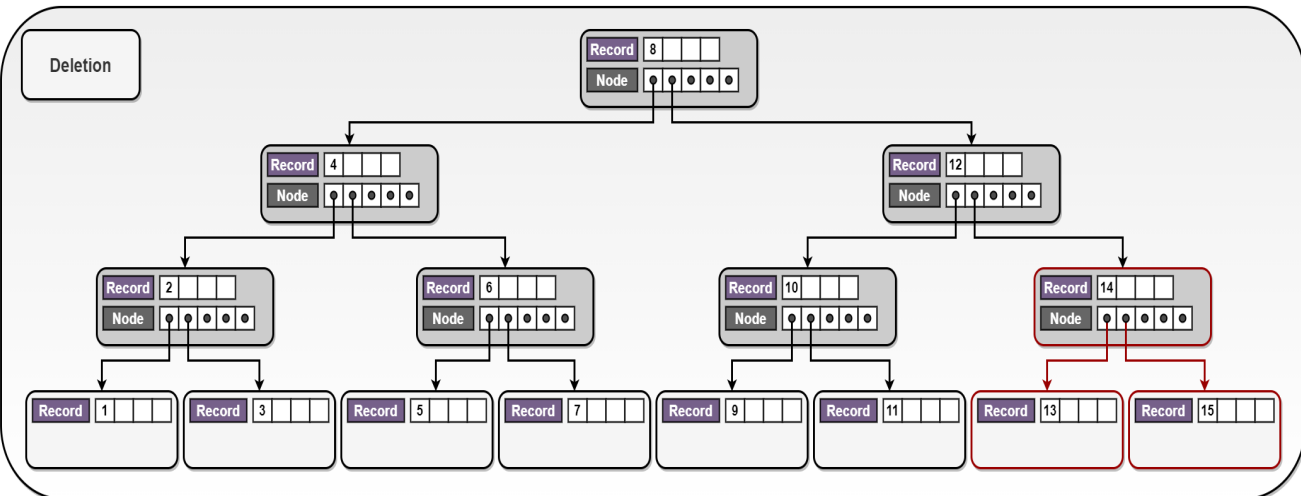 Deletion
Record 8
Node
Record 4
Node
Record 12
Node
Record 2
Node
Record 6
Node
Record 10
Node
Record 14
Node
Record 1
Record 3
Record 5
Record 7
Record 9
Record 11
Record 13
Record 15